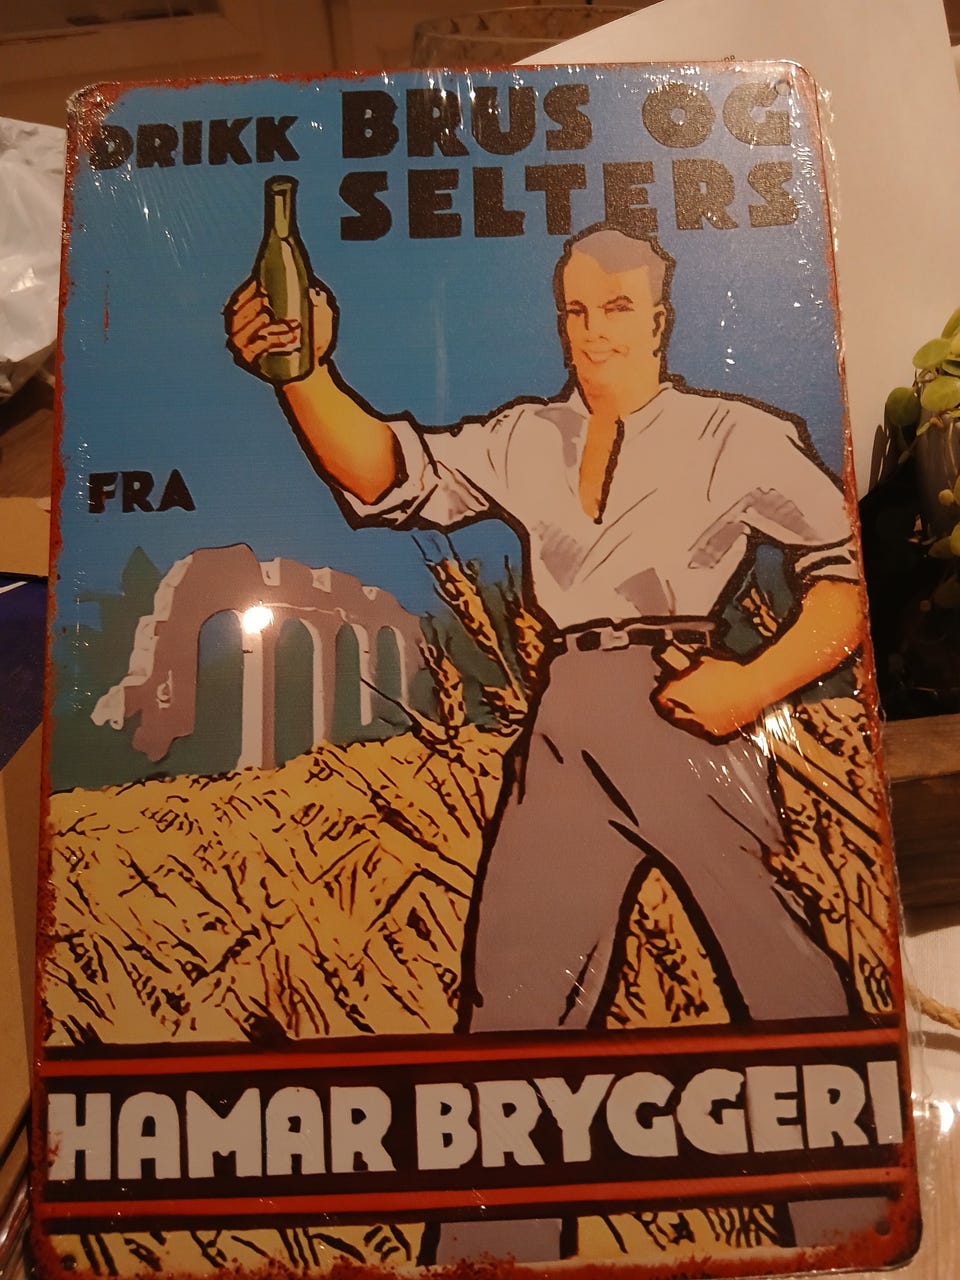 DRIKK BRUS OG
SELTERS
FRA
HAMAR BRYGGERI